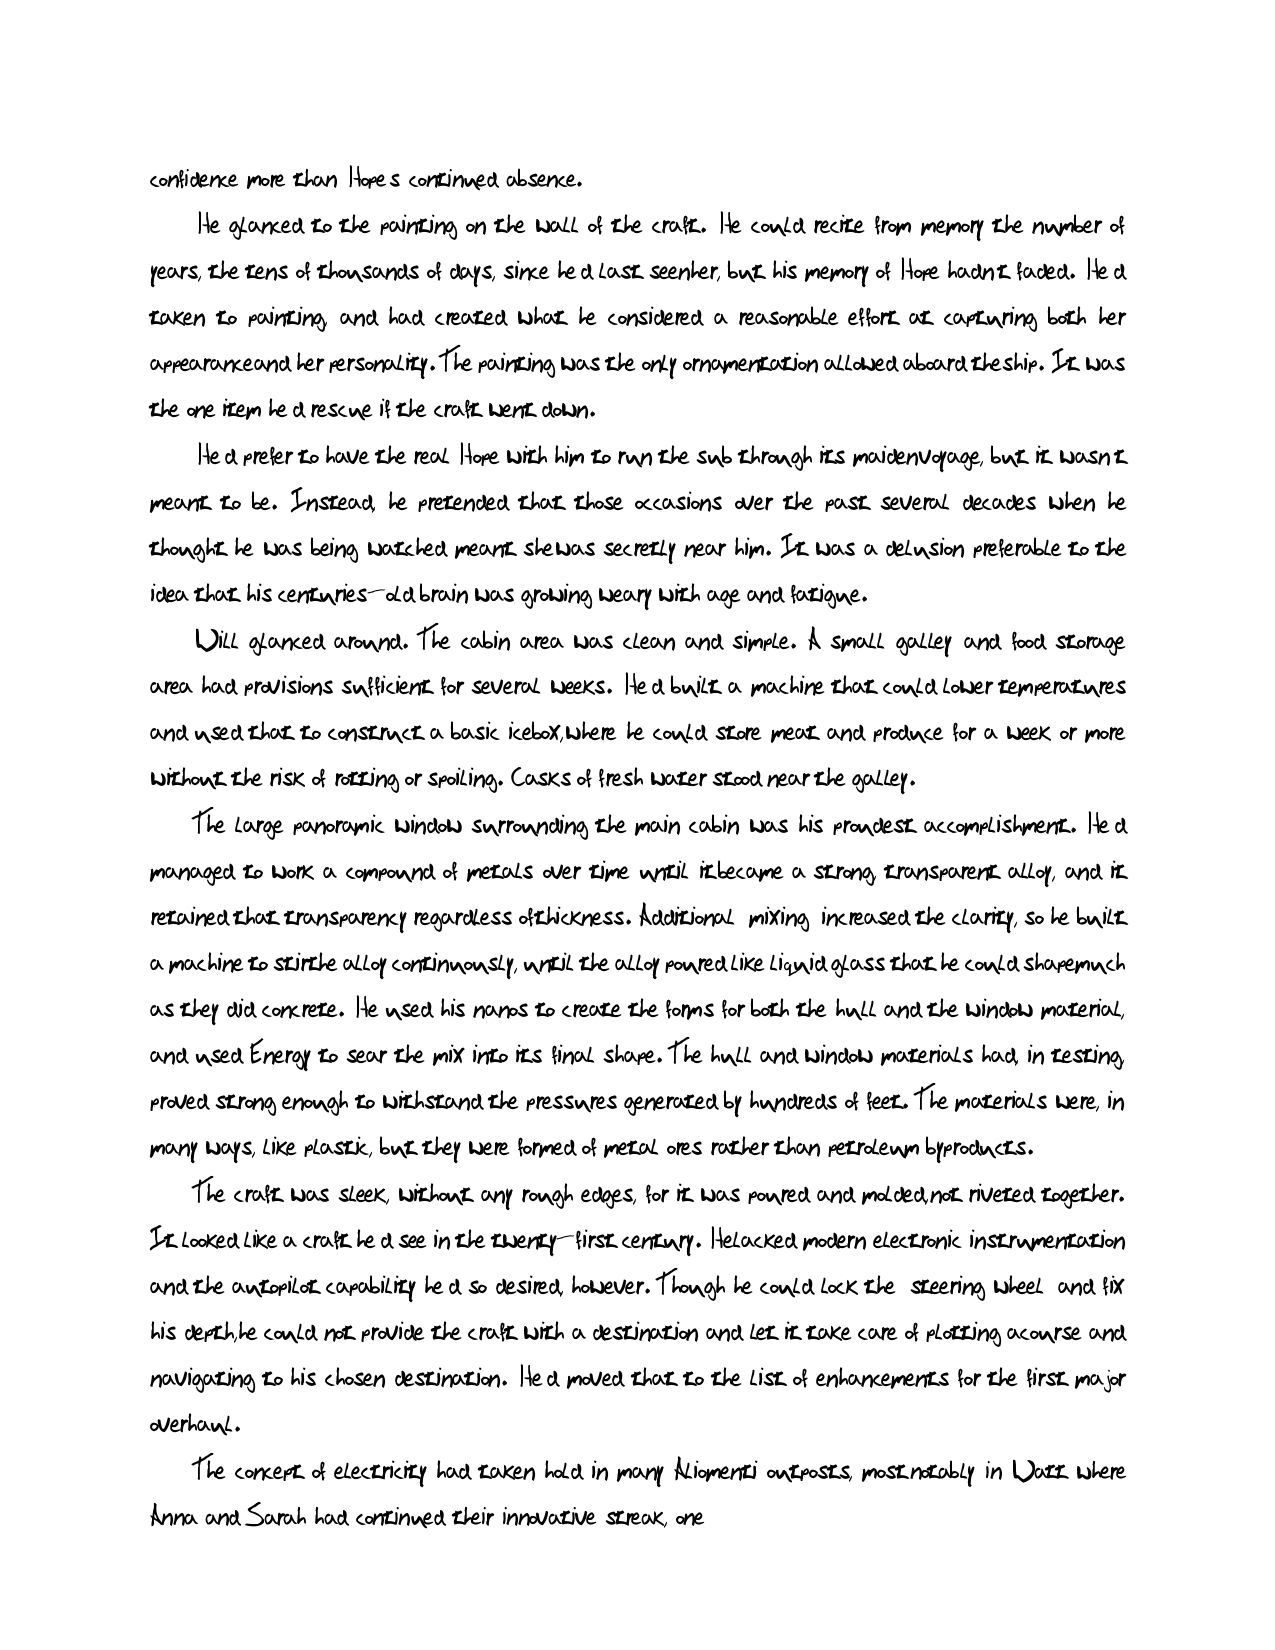 confidence more than Hope s continued absence.
He glanced to the painting on the wall of the craft. He could recite from memory the number of
years, the tens of thousands of days, since he d last seenher, but his memory of Hope hadn t faded. He d
taken to painting, and had created what he considered a reasonable effort at capturing both her
appearanceand her personality. The painting was the only ornamentation allowed aboard theship. It was
the one item he d rescue if the craft went down.
He d prefer to have the real Hope with him to run the sub through its maidenvoyage, but it wasn t
meant to be. Instead, he pretended that those occasions over the past several decades when he
thought he was being watched meant shewas secretly near him. It was a delusion preferable to the
idea that his centuries-old brain was growing weary with age and fatigue.
Will glanced around. The cabin area was clean and simple. A small galley and food storage
area had provisions sufficient for several weeks. He d built a machine that could lower temperatures
and used that to construct a basic icebox,where he could store meat and produce for a week or more
without the risk of rotting or spoiling. Casks of fresh water stood near the galley.
The large panoramic window surrounding the main cabin was his proudest accomplishment. He d
managed to work a compound of metals over time until itbecame a strong, transparent alloy, and it
retained that transparency regardless ofthickness. Additional mixing increased the clarity, so he built
a machine to stirthe alloy continuously, until the alloy poured like liquid glass that he could shapemuch
as they did concrete. He used his nanos to create the forms for both the hull and the window material,
and used Energy to sear the mix into its final shape. The hull and window materials had, in testing,
proved strong enough to withstand the pressures generated by hundreds of feet. The materials were, in
many ways, like plastic, but they were formed of metal ores rather than petroleum byproducts.
The craft was sleek, without any rough edges, for it was poured and molded,not riveted together.
It looked like a craft he d see in the twenty-first century. Helacked modern electronic instrumentation
and the autopilot capability he d so desired, however. Though he could lock the steering wheel and fix
his depth,he could not provide the craft with a destination and let it take care of plotting acourse and
navigating to his chosen destination. He d moved that to the list of enhancements for the first major
overhaul.
The concept of electricity had taken hold in many Aliomenti outposts, mostnotably in Watt where
Anna and Sarah had continued their innovative streak, one